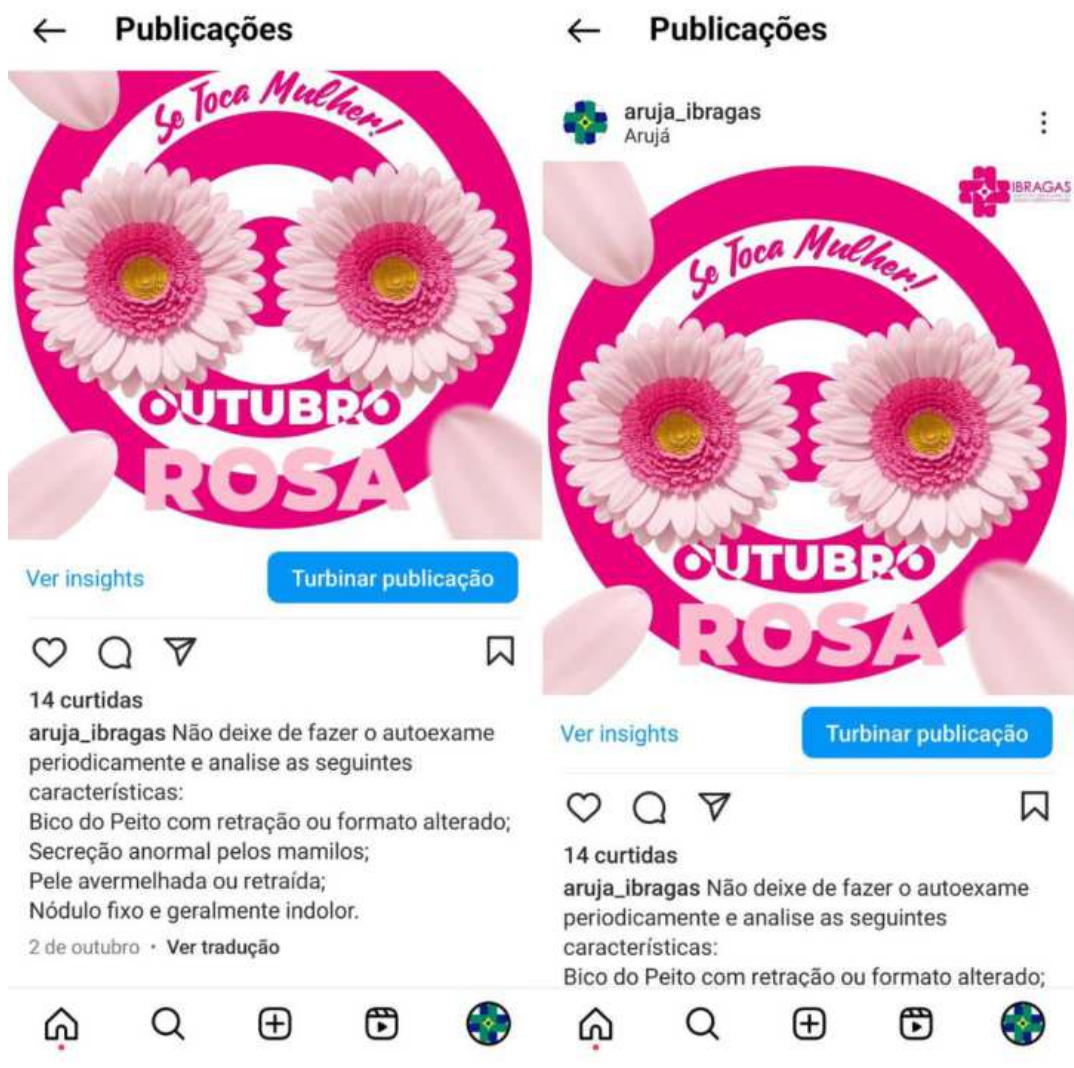 Publicações
Se Toca Mulher!
OUTUBRO
ROSA
Ver insights
Turbinar publicação
14 curtidas
aruja_ibragas Não deixe de fazer o autoexame
periodicamente e analise as seguintes
características:
Bico do Peito com retração ou formato alterado;
Secreção anormal pelos mamilos;
Pele avermelhada ou retraída;
Nódulo fixo e geralmente indolor.
2 de outubro • Ver tradução
Publicações
aruja_ibragas
Arujá
IBRAGAS
Se Toca Mulher!
OUTUBRO
ROSA
Ver insights
Turbinar publicação
14 curtidas
aruja_ibragas Não deixe de fazer o autoexame
periodicamente e analise as seguintes
características:
Bico do Peito com retração ou formato alterado;